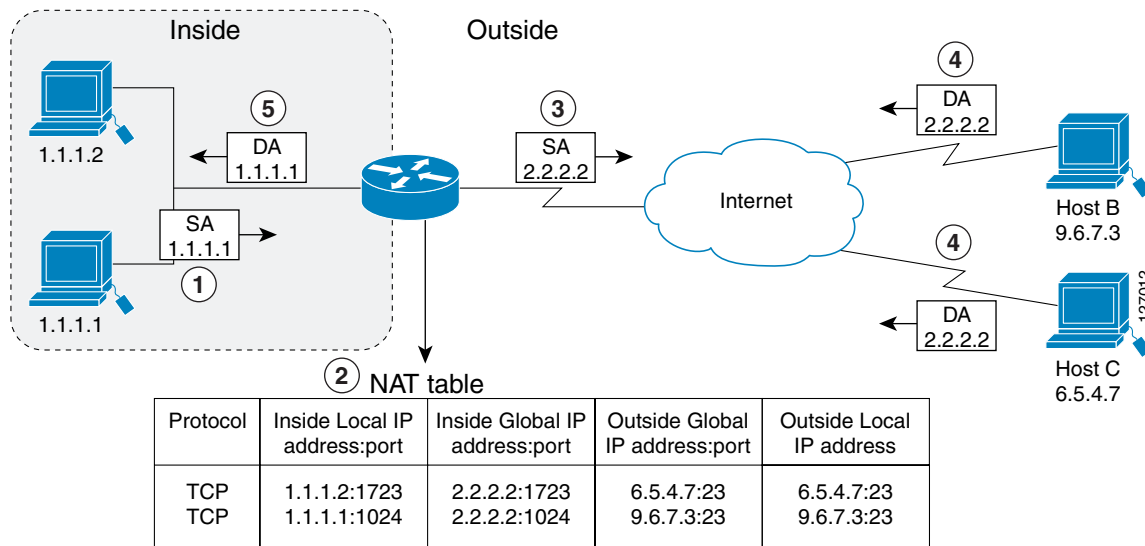 Inside
Outside
1.1.1.2
5
DA
1.1.1.1
3
SA
2.2.2.2
4
DA
2.2.2.2
Internet
Host B
9.6.7.3
SA
1.1.1.1
1
1.1.1.1
4
DA
2.2.2.2
127012
Host C
6.5.4.7
2 NAT table
Protocol
Inside Local IP
address:port
Inside Global IP
address:port
Outside Global
IP address:port
Outside Local
IP address
TCP 1.1.1.2:1723 2.2.2.2:1723 6.5.4.7:23 6.5.4.7:23
TCP 1.1.1.1:1024 2.2.2.2:1024 9.6.7.3:23 9.6.7.3:23